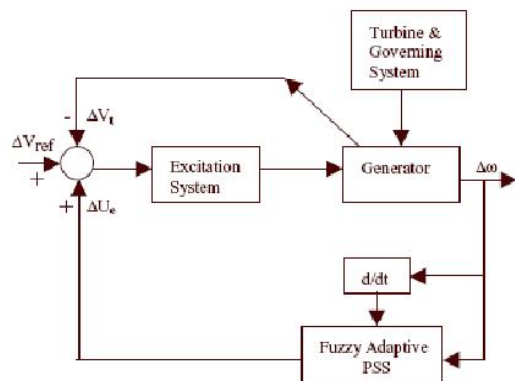 Turbine &
Governing
System
-
ΔVt
ΔVref
+
Excitation
System
Generator
Δω
+
ΔUe
d/dt
Fuzzy Adaptive
PSS